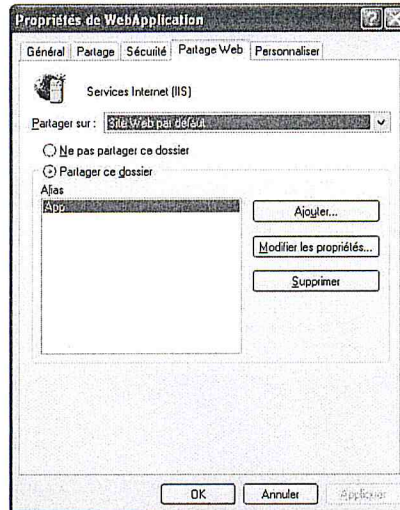 Propriétés de WebApplication
Général Partage Sécurité Partage Web Personnaliser
Services Internet (IIS)
Partager sur : Site Web par défaut
Ne pas partager ce dossier
Partager ce dossier
Alias
App
Ajouter...
Modifier les propriétés...
Supprimer
OK Annuler Appliquer